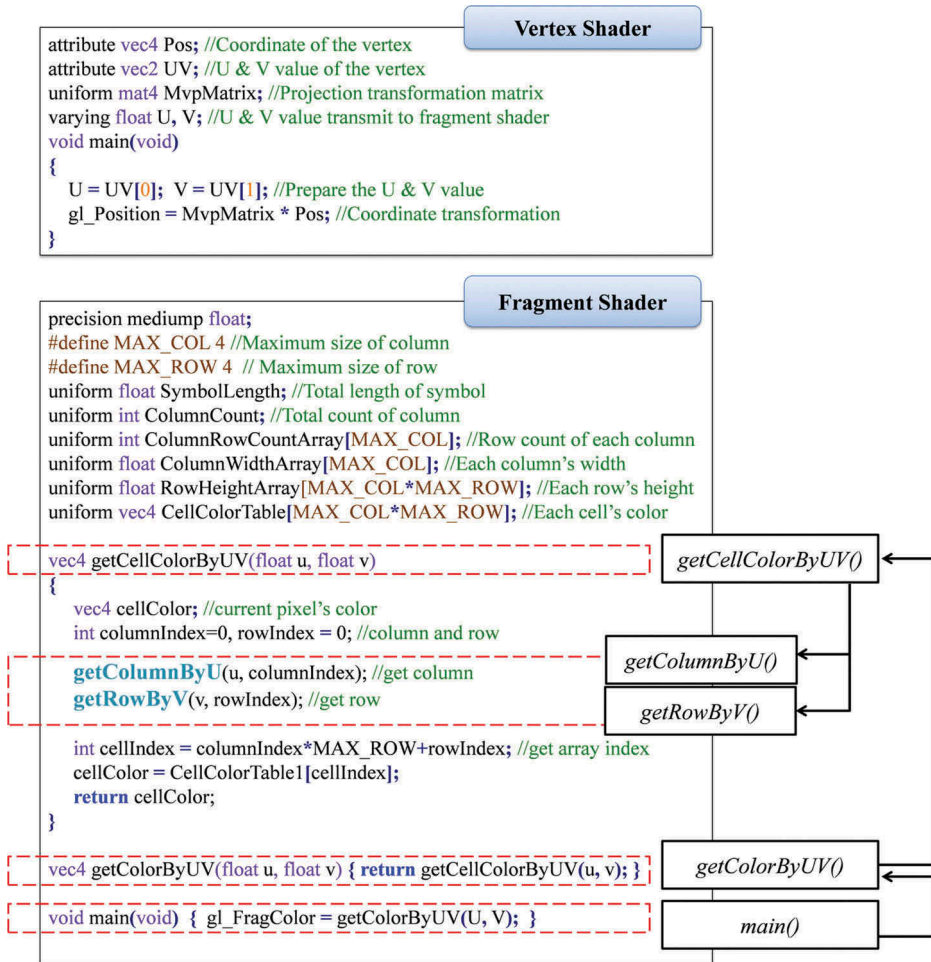 Vertex Shader
attribute vec4 Pos; //Coordinate of the vertex
attribute vec2 UV; //U & V value of the vertex
uniform mat4 MvpMatrix; //Projection transformation matrix
varying float U, V; //U & V value transmit to fragment shader
void main(void)
{
U = UV[0]; V = UV[1]; //Prepare the U & V value
gl_Position = MvpMatrix * Pos; //Coordinate transformation
}
Fragment Shader
precision mediump float;
#define MAX_COL 4 //Maximum size of column
#define MAX_ROW 4 // Maximum size of row
uniform float SymbolLength; //Total length of symbol
uniform int ColumnCount; //Total count of column
uniform int ColumnRowCountArray[MAX_COL]; //Row count of each column
uniform float ColumnWidthArray[MAX_COL]; //Each column's width
uniform float RowHeightArray[MAX_COL*MAX_ROW]; //Each row's height
uniform vec4 CellColorTable[MAX_COL*MAX_ROW]; //Each cell's color
vec4 getCellColorByUV(float u, float v)
getCellColorByUV()
{
vec4 cellColor; //current pixel's color
int columnIndex=0, rowIndex = 0; //column and row
getColumnByU(u, columnIndex); //get column
getColumnByU()
getRowByV(v, rowIndex); //get row
getRowByV()
int cellIndex = columnIndex*MAX_ROW+rowIndex; //get array index
cellColor = CellColorTable1[cellIndex];
return cellColor;
}
vec4 getColorByUV(float u, float v) { return getCellColorByUV(u, v); }
getColorByUV()
void main(void) { gl_FragColor = getColorByUV(U, V); }
main()